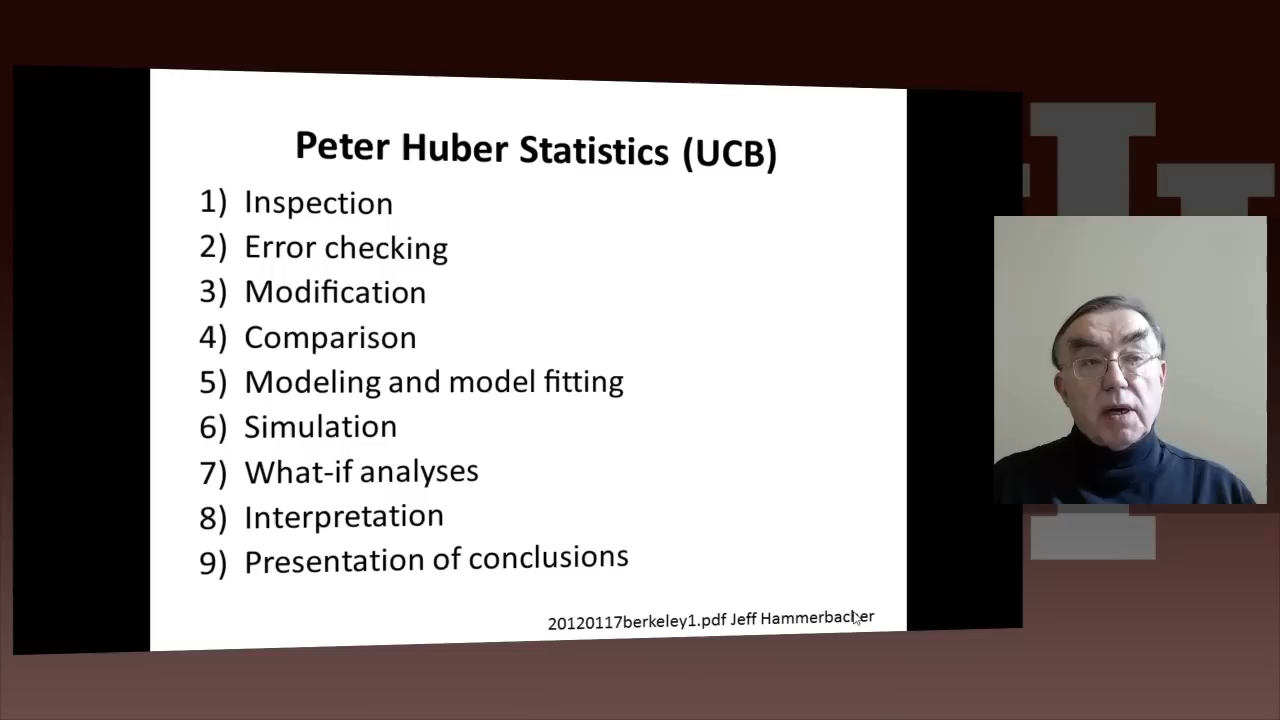 Peter Huber Statistics (UCB)
1) Inspection
2) Error checking
3) Modification
4) Comparison
5) Modeling and model fitting
6) Simulation
7) What-if analyses
8) Interpretation
9) Presentation of conclusions
20120117berkeley1.pdf Jeff Hammerbacher